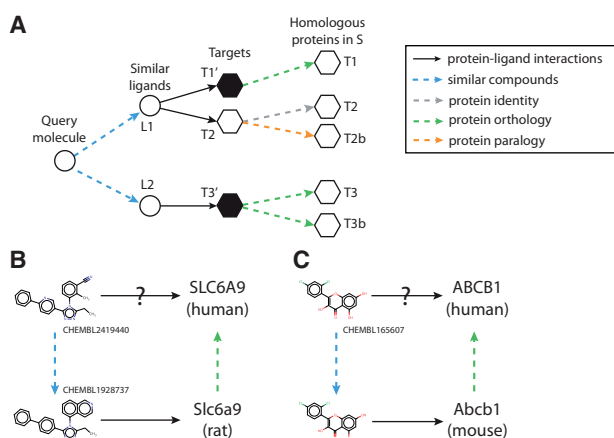 A
Query
molecule
Similar
ligands
L1
L2
Targets
T1'
T2
T3'
Homologous
proteins in S
T1
T2
T2b
T3
T3b
protein-ligand interactions
similar compounds
protein identity
protein orthology
protein paralogy
B
?
SLC6A9
(human)
CHEMBL2419440
CHEMBL1928737
Slc6a9
(rat)
C
?
ABCB1
(human)
CHEMBL165607
Abcb1
(mouse)